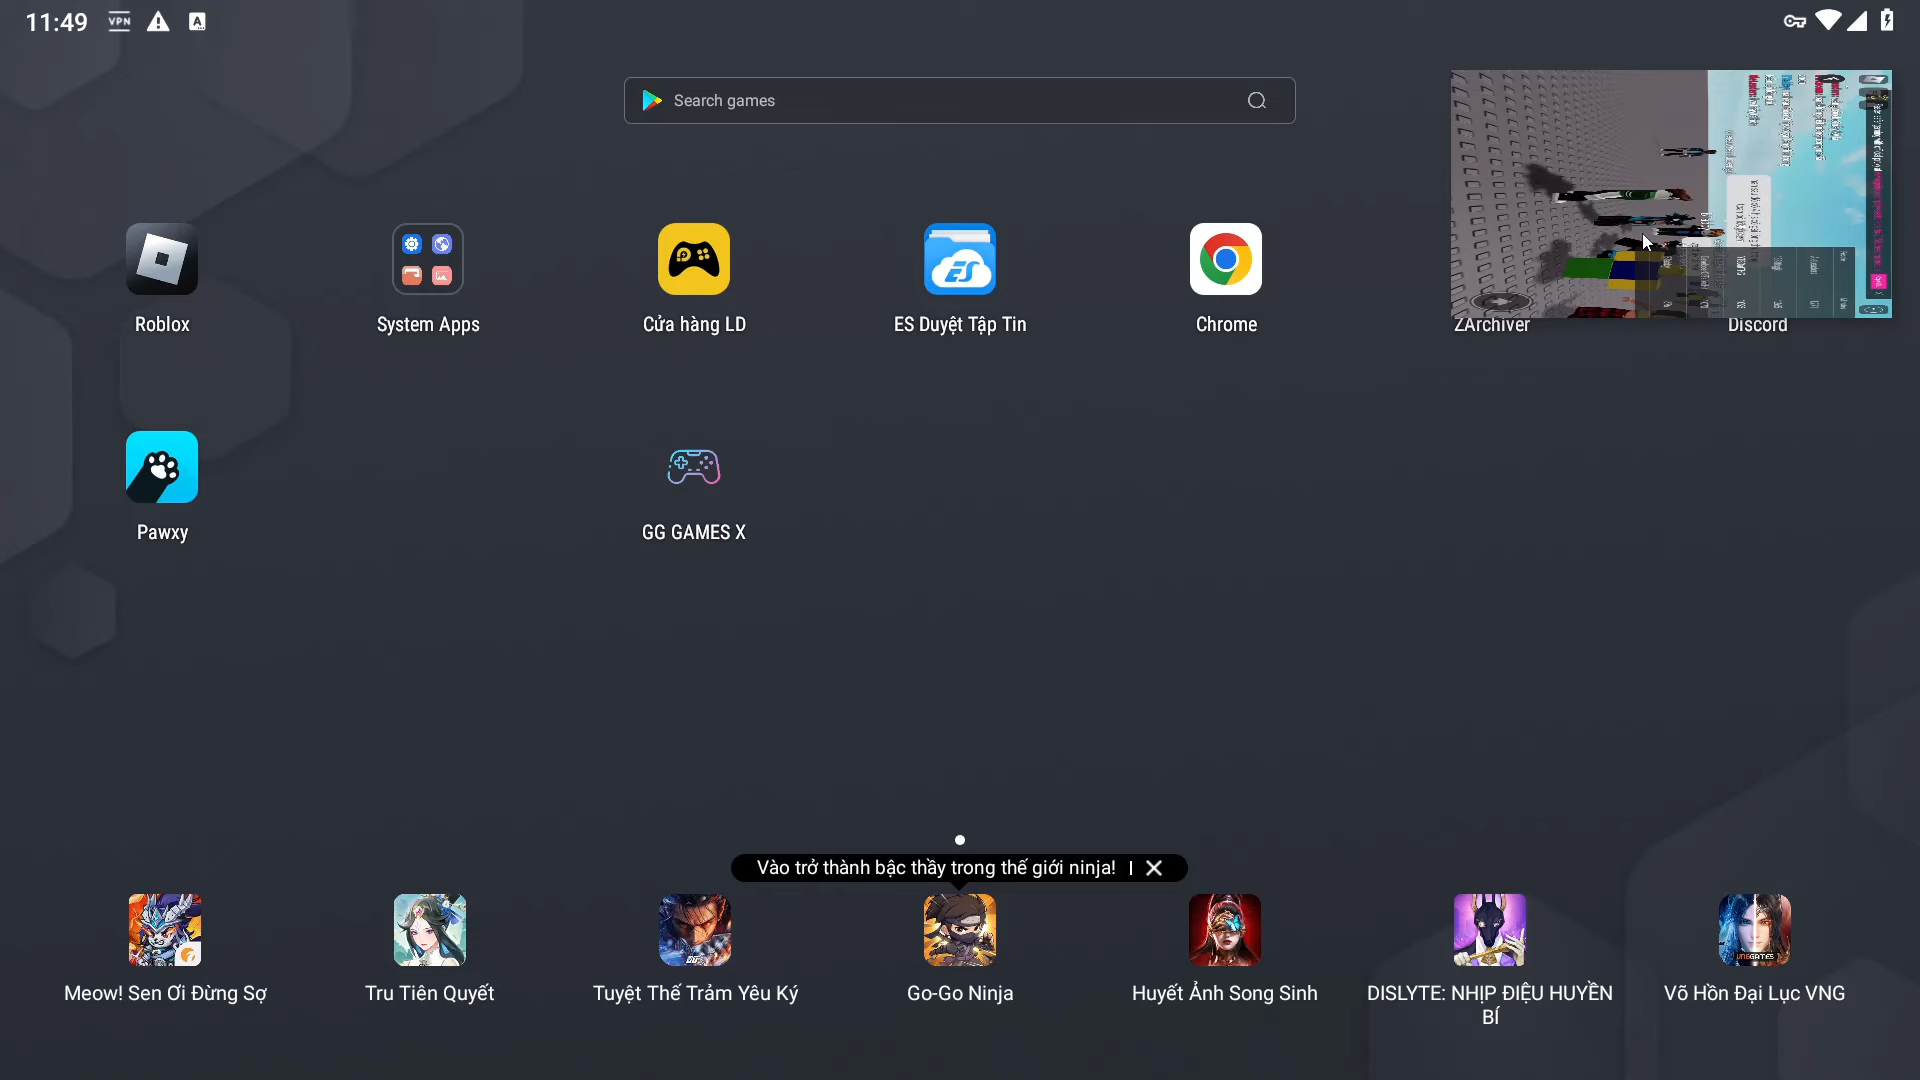 11:49
VPN
A
Search games
Roblox
System Apps
Cửa hàng LD
ES Duyệt Tập Tin
Chrome
ZArchiver
Discord
Pawxy
GG GAMES X
Vào trở thành bậc thầy trong thế giới ninja!
Meow! Sen Ơi Đừng Sợ
Tru Tiên Quyết
Tuyệt Thế Trảm Yêu Ký
Go-Go Ninja
Huyết Ảnh Song Sinh
DISLYTE: NHỊP ĐIỆU HUYỀN
BÍ
Võ Hồn Đại Lục VNG